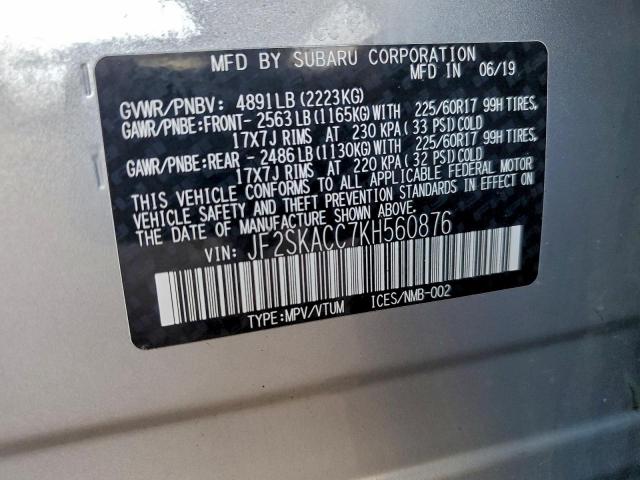 MFD BY SUBARU CORPORATION
MFD IN 06/19
GVWR/PNBV: 4891LB (2223KG)
GAWR/PNBE:FRONT- 2563LB (1165KG) WITH 225/60R17 99H TIRES,
17X7J RIMS AT 230 KPA (33 PSI) COLD
GAWR/PNBE:REAR - 2486LB (1130KG) WITH 225/60R17 99H TIRES,
17X7J RIMS AT 220 KPA (32 PSI) COLD
THIS VEHICLE CONFORMS TO ALL APPLICABLE FEDERAL MOTOR
VEHICLE SAFETY AND THEFT PREVENTION STANDARDS IN EFFECT ON
THE DATE OF MANUFACTURE SHOWN ABOVE.
VIN: JF2SKACC7KH560876
TYPE:MPV/VTUM ICES/NMB-002